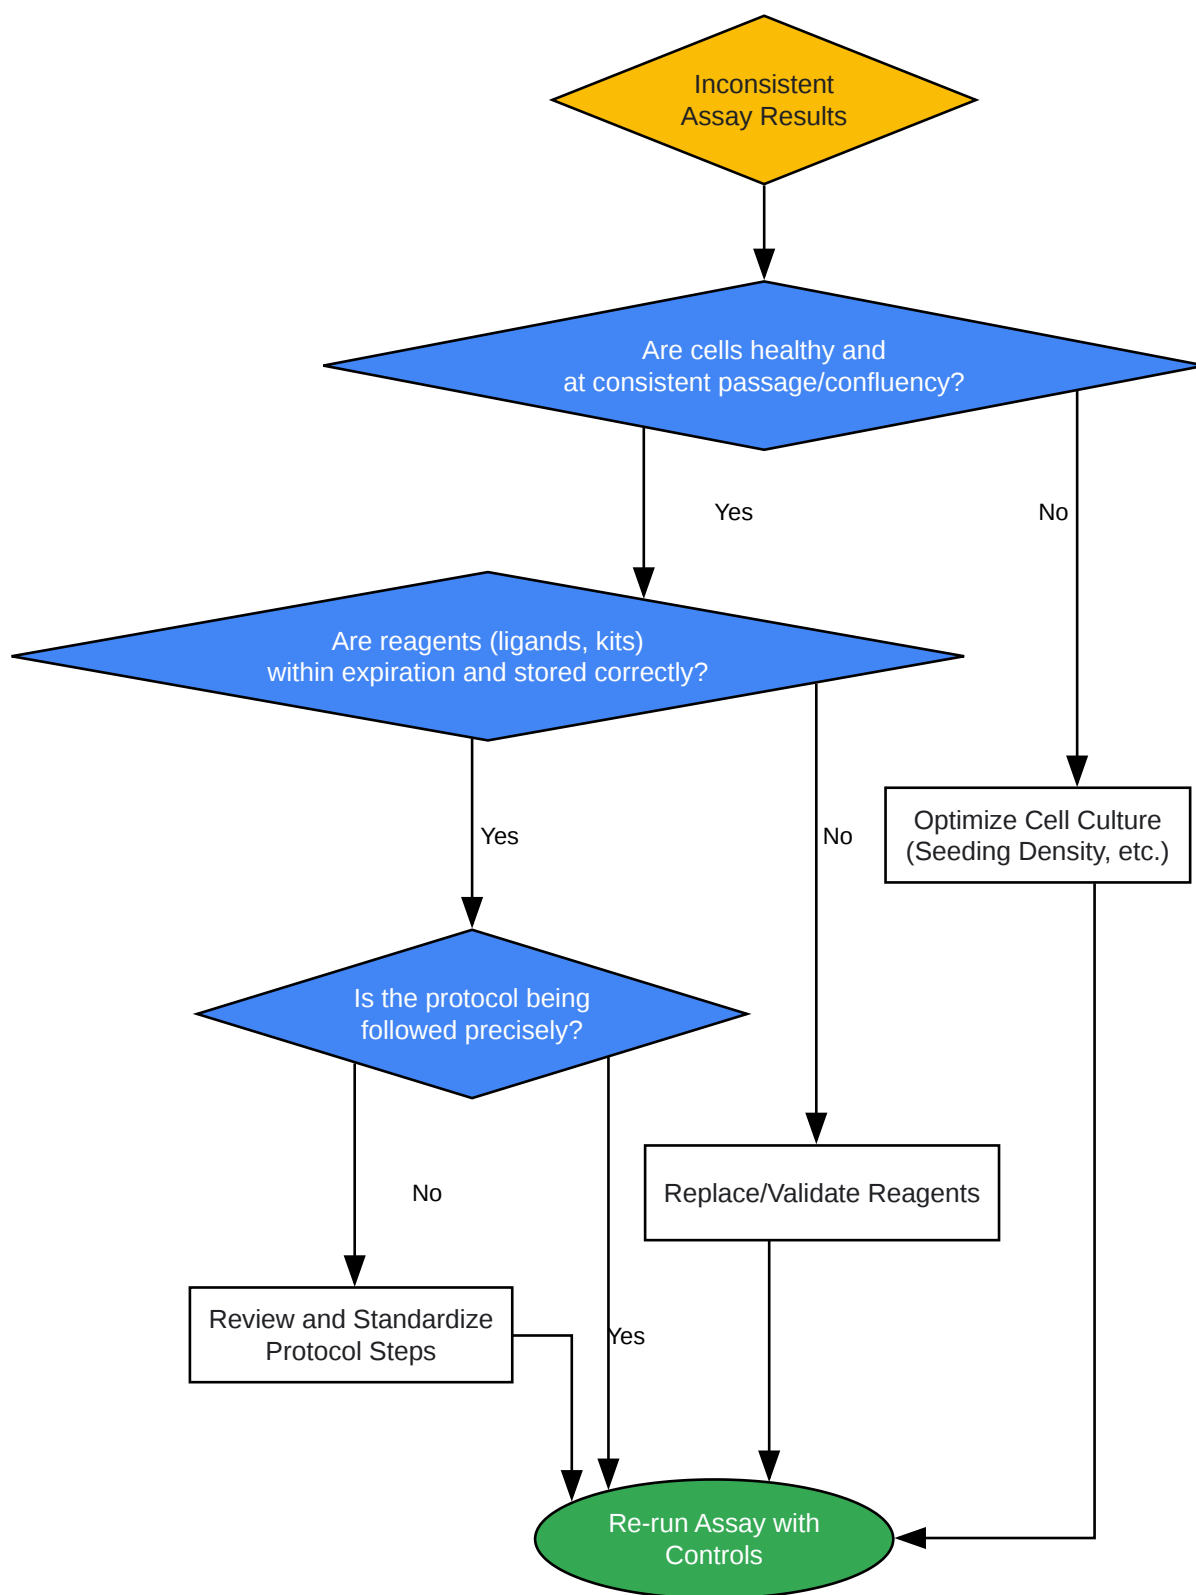 Inconsistent
Assay Results
Are cells healthy and
at consistent passage/confluency?
Yes
No
Are reagents (ligands, kits)
within expiration and stored correctly?
Yes
No
Optimize Cell Culture
(Seeding Density, etc.)
Is the protocol being
followed precisely?
No
Replace/Validate Reagents
Review and Standardize
Protocol Steps
Yes
Re-run Assay with
Controls